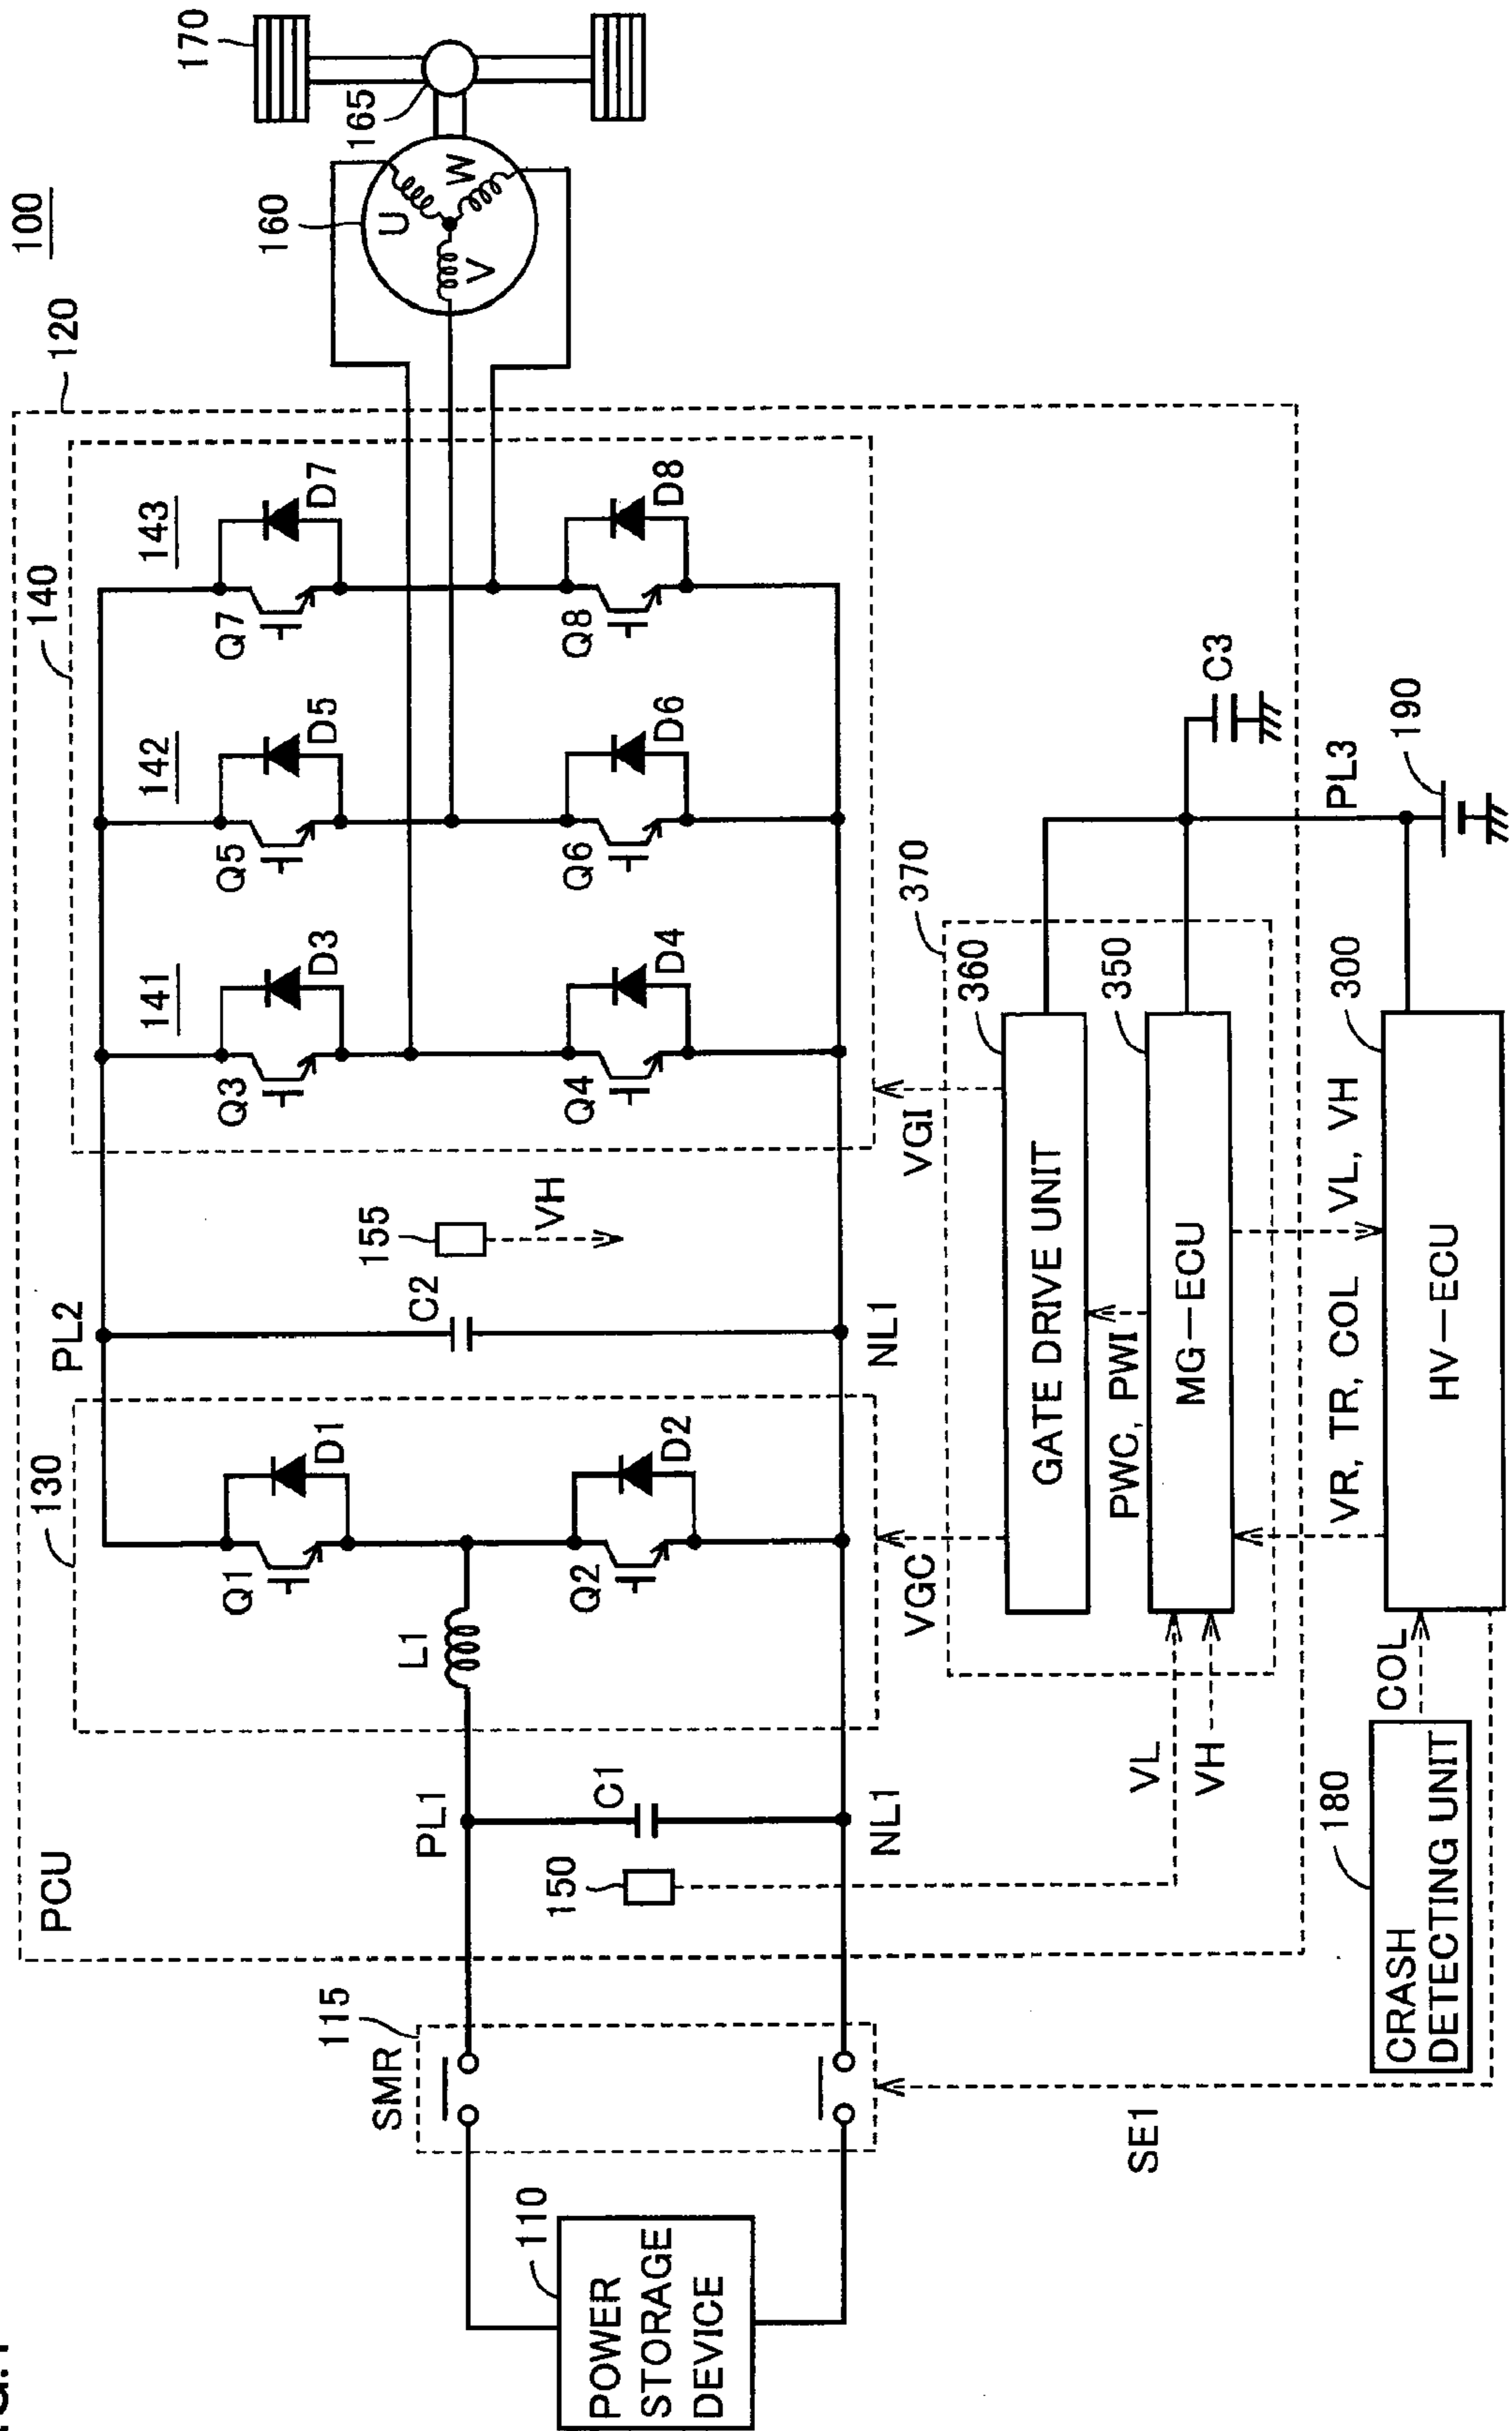 100
PCU
120
130
140
PL2
141
142
143
Q1
D1
Q3
D3
Q5
D5
Q7
D7
170
165
160
U
V
W
115
SMR
PL1
L1
C2
155
VH
110
POWER
STORAGE
DEVICE
150
C1
Q2
D2
Q4
D4
Q6
D6
Q8
D8
NL1
NL1
VGC
VGI
370
360
GATE DRIVE UNIT
C3
PWC, PWI
350
MG-ECU
VL
VH
SE1
PL3
190
VR, TR, COL
VL, VH
300
HV-ECU
180
COL
CRASH
DETECTING UNIT